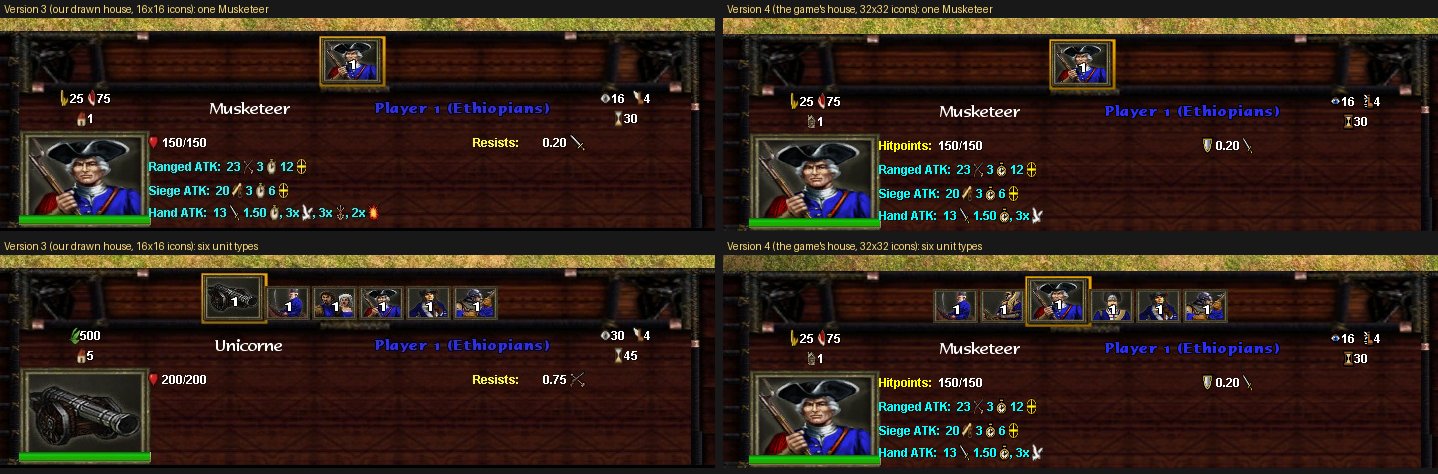 Version 3 (our drawn house, 16x16 icons): one Musketeer
1
25 75
1
Musketeer
Player 1 (Ethiopians)
16 4
30
150/150
Resists: 0.20
Ranged ATK: 23 3 12
Siege ATK: 20 3 6
Hand ATK: 13 1.50 , 3x , 3x , 2x
Version 4 (the game's house, 32x32 icons): one Musketeer
1
25 75
1
Musketeer
Player 1 (Ethiopians)
16 4
30
Hitpoints: 150/150
0.20
Ranged ATK: 23 3 12
Siege ATK: 20 3 6
Hand ATK: 13 1.50 , 3x
Version 3 (our drawn house, 16x16 icons): six unit types
1 1 1 1 1 1
500
5
Unicorne
Player 1 (Ethiopians)
30 4
45
200/200
Resists: 0.75
Version 4 (the game's house, 32x32 icons): six unit types
1 1 1 1 1 1
25 75
1
Musketeer
Player 1 (Ethiopians)
16 4
30
Hitpoints: 150/150
0.20
Ranged ATK: 23 3 12
Siege ATK: 20 3 6
Hand ATK: 13 1.50 , 3x